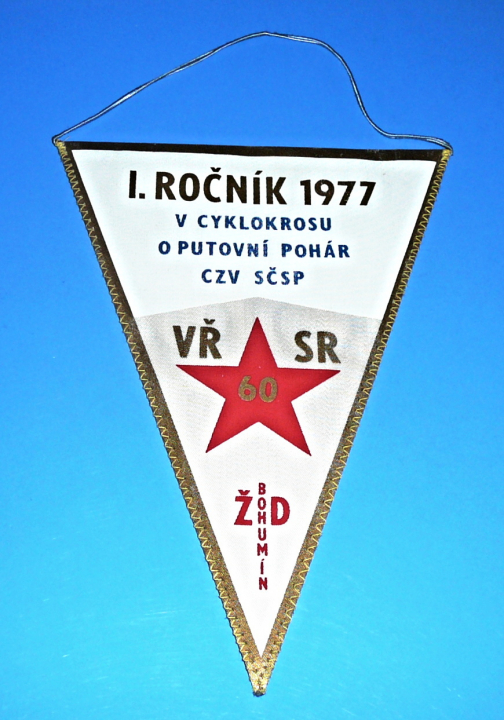 I. ROČNÍK 1977
V CYKLOKROSU
O PUTOVNÍ POHÁR
CZV SČSP
VŘ SR
60
ŽD
BOHUMÍN